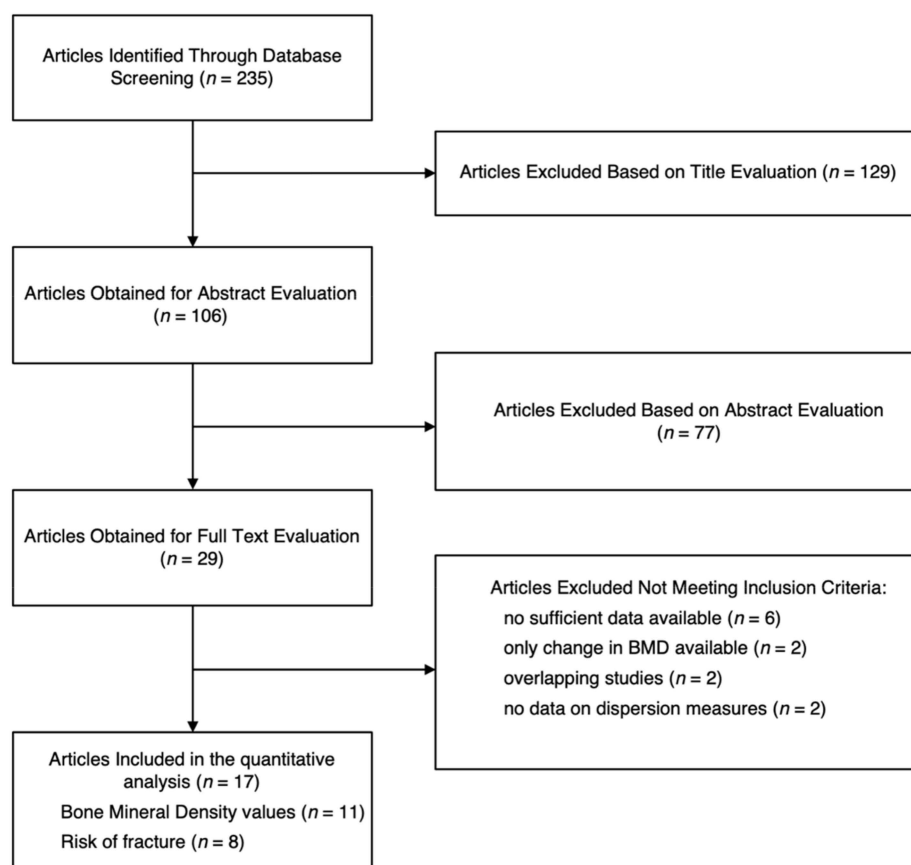 Articles Identified Through Database
Screening (n = 235)
Articles Excluded Based on Title Evaluation (n = 129)
Articles Obtained for Abstract Evaluation
(n = 106)
Articles Excluded Based on Abstract Evaluation
(n = 77)
Articles Obtained for Full Text Evaluation
(n = 29)
Articles Excluded Not Meeting Inclusion Criteria:
no sufficient data available (n = 6)
only change in BMD available (n = 2)
overlapping studies (n = 2)
no data on dispersion measures (n = 2)
Articles Included in the quantitative
analysis (n = 17)
Bone Mineral Density values (n = 11)
Risk of fracture (n = 8)